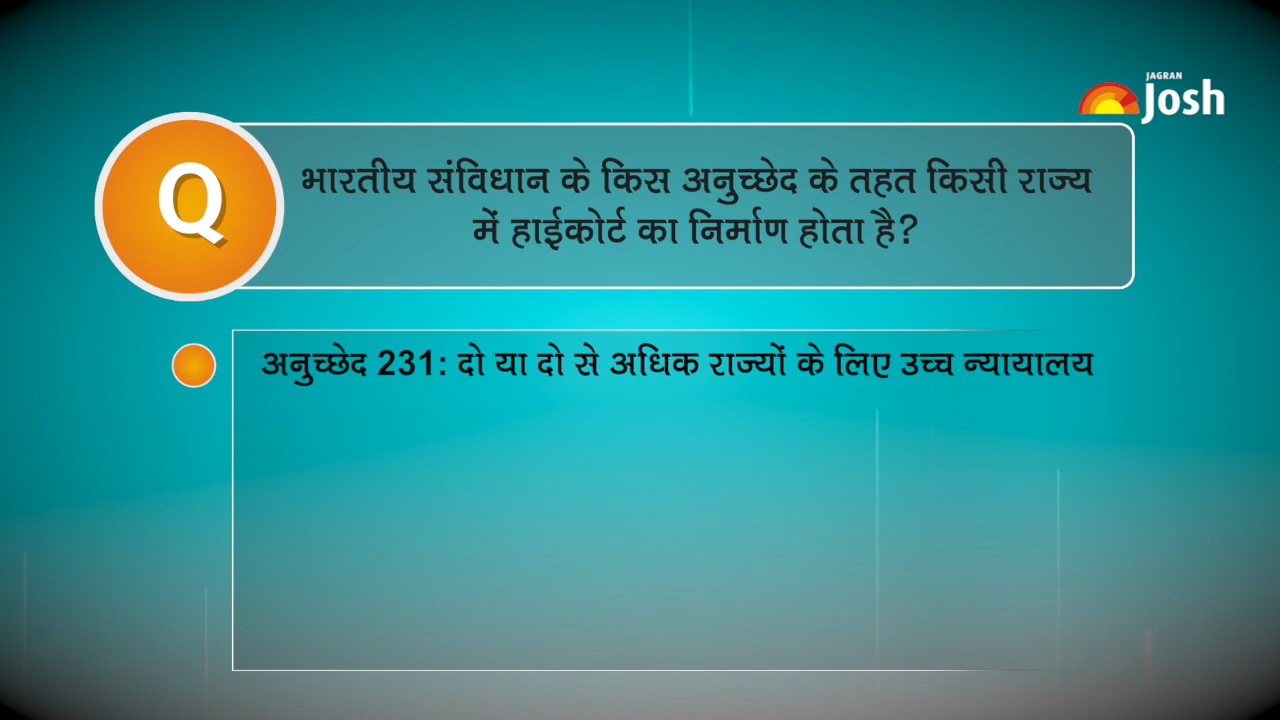 JAGRAN
Josh
Q
भारतीय संविधान के किस अनुच्छेद के तहत किसी राज्य
में हाईकोर्ट का निर्माण होता है?
अनुच्छेद 231: दो या दो से अधिक राज्यों के लिए उच्च न्यायालय